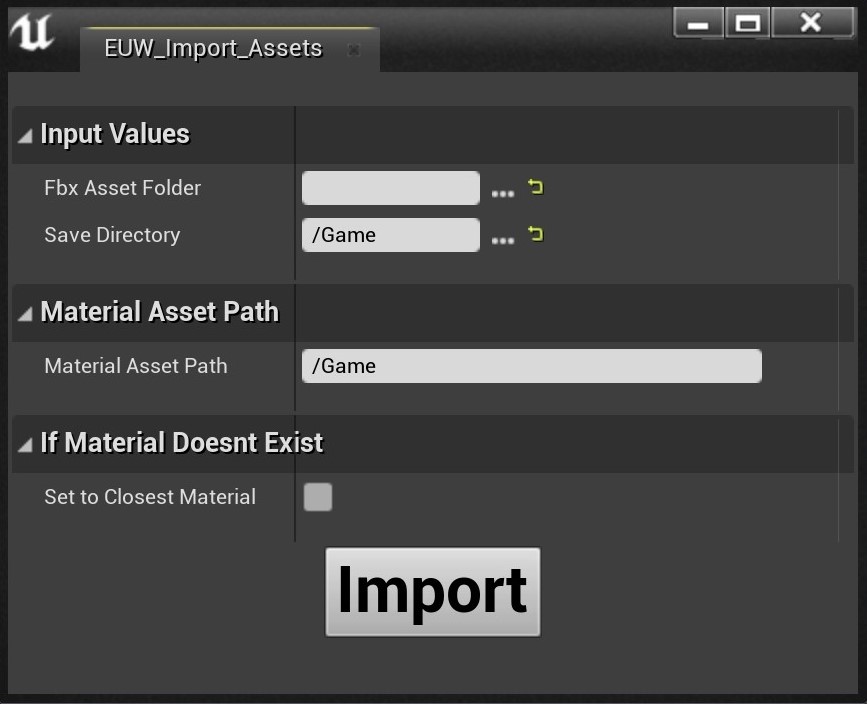 EUW_Import_Assets
Input Values
Fbx Asset Folder
Save Directory /Game
Material Asset Path
Material Asset Path /Game
If Material Doesnt Exist
Set to Closest Material
Import